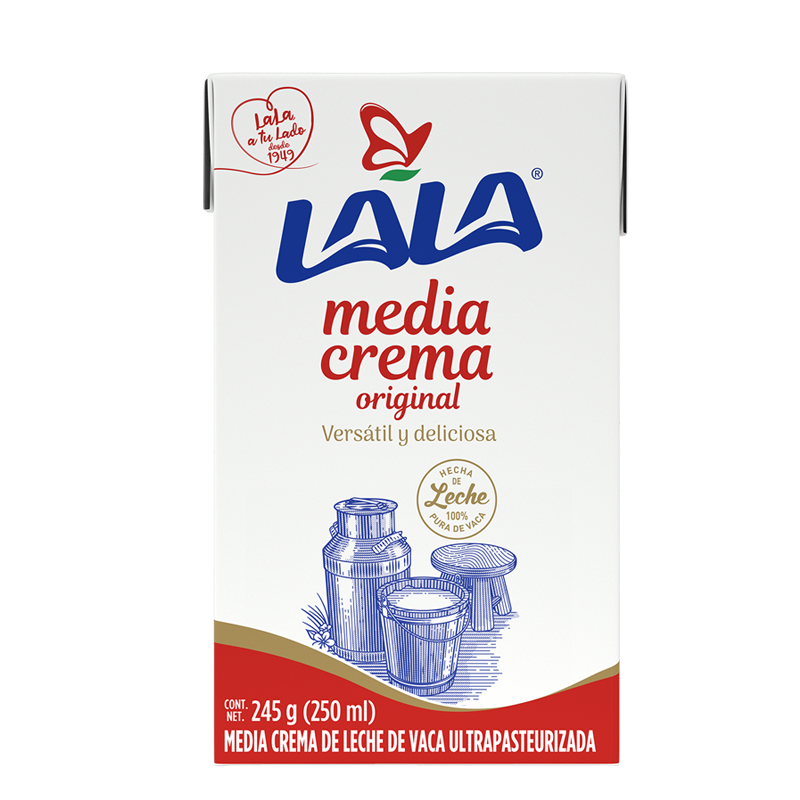 LaLa
a tu Lado
desde
1949
LALA®
media
crema
original
Versátil y deliciosa
HECHA
DE
Leche
100%
PURA DE VACA
CONT.
NET. 245 g (250 ml)
MEDIA CREMA DE LECHE DE VACA ULTRAPASTEURIZADA